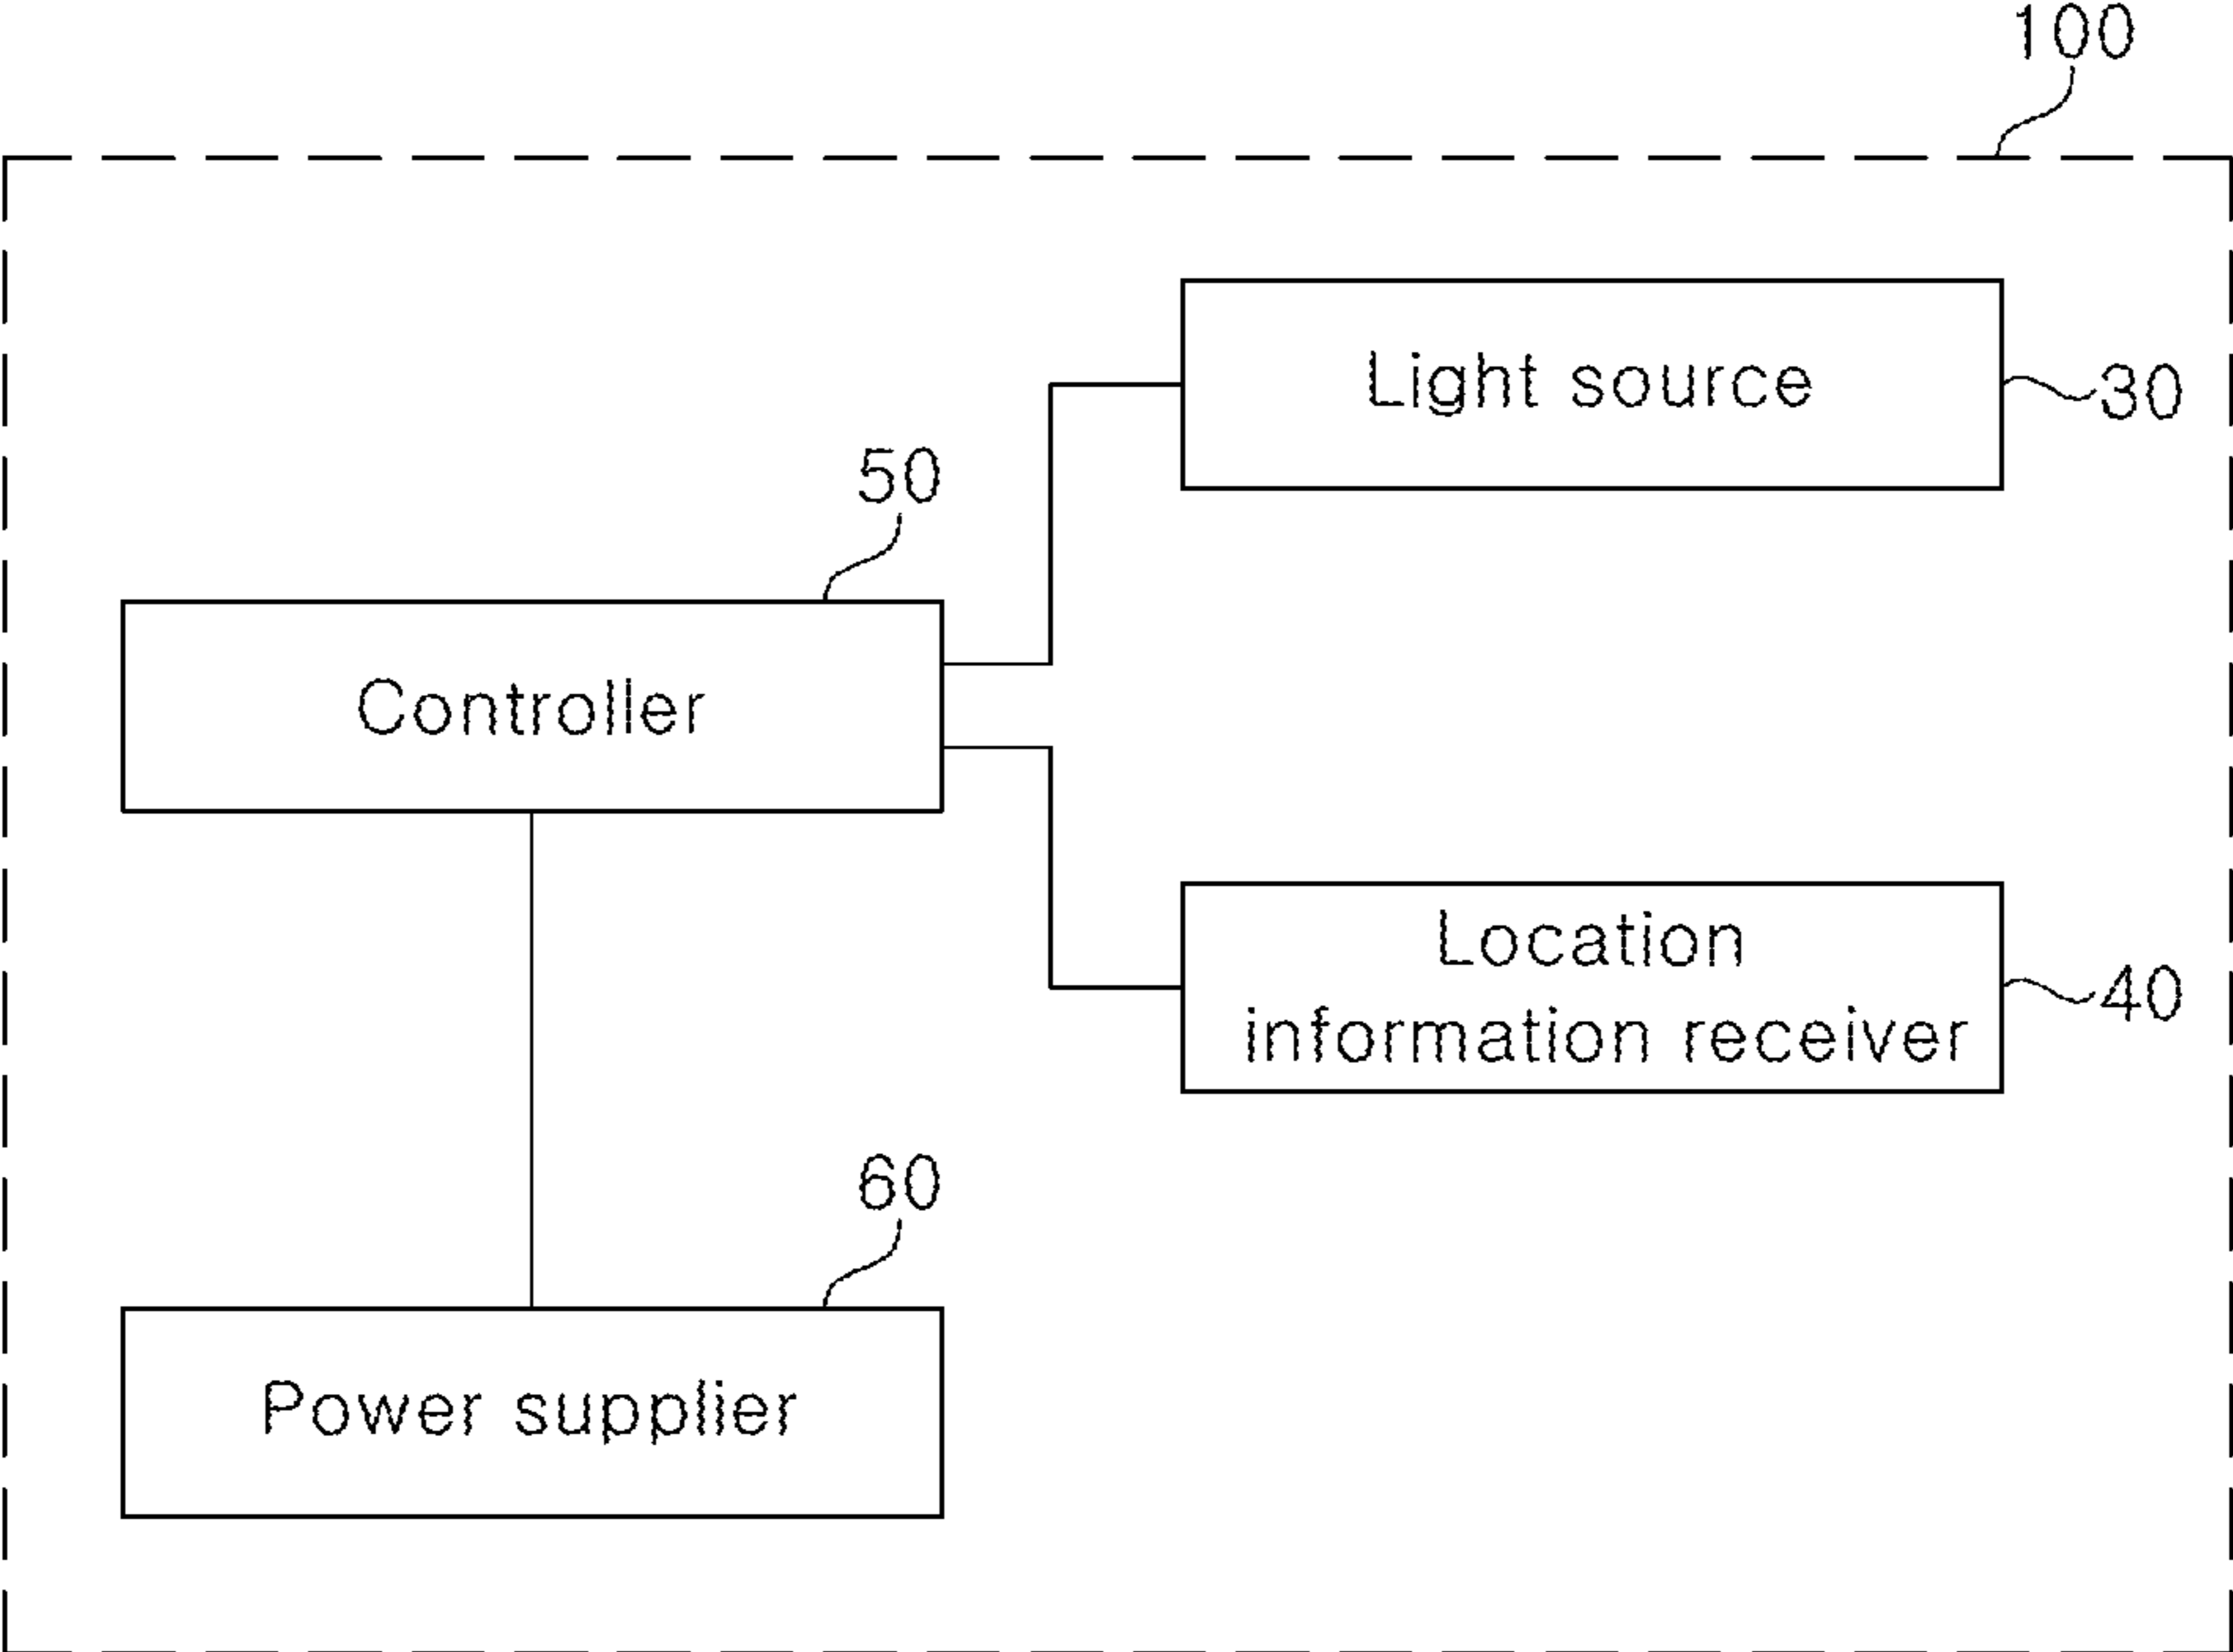 100
Light source
30
50
Controller
Location
information receiver
40
60
Power supplier